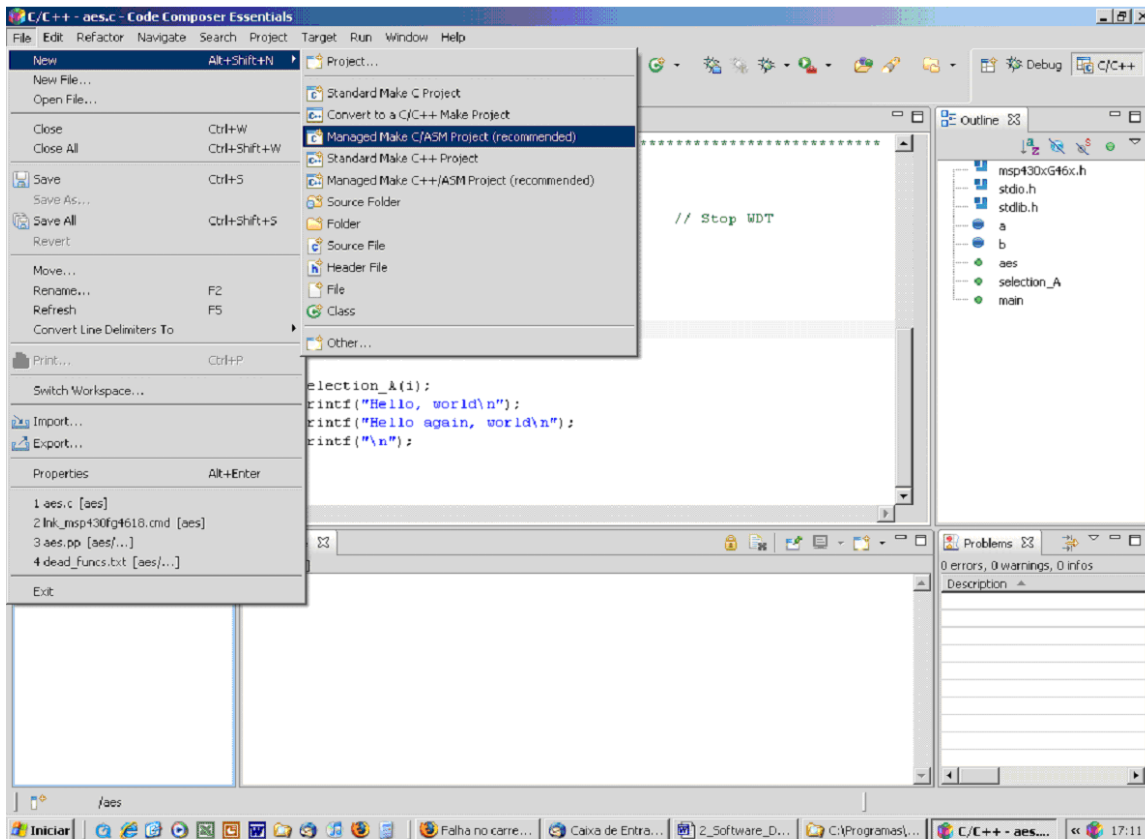 C/C++ - aes.c - Code Composer Essentials
File Edit Refactor Navigate Search Project Target Run Window Help
New Alt+Shift+N
New File...
Open File...
Close Ctrl+W
Close All Ctrl+Shift+W
Save Ctrl+S
Save As...
Save All Ctrl+Shift+S
Revert
Move...
Rename... F2
Refresh F5
Convert Line Delimiters To
Print... Ctrl+P
Switch Workspace...
Import...
Export...
Properties Alt+Enter
1 aes.c [aes]
2 lnk_msp430fg4618.cmd [aes]
3 aes.pp [aes/...]
4 dead_funcs.txt [aes/...]
Exit
Project...
Standard Make C Project
Convert to a C/C++ Make Project
Managed Make C/ASM Project (recommended)
Standard Make C++ Project
Managed Make C++/ASM Project (recommended)
Source Folder
Folder
Source File
Header File
File
Class
Other...
Debug C/C++
***************************
// Stop WDT
election_A(i);
rintf("Hello, world\n");
rintf("Hello again, world\n");
rintf("\n");
Outline
msp430xG46x.h
stdio.h
stdlib.h
a
b
aes
selection_A
main
Problems
0 errors, 0 warnings, 0 infos
Description
/aes
Iniciar Falha no carre... Caixa de Entra... 2_Software_D... C:\Programas\... C/C++ - aes.... 17:18